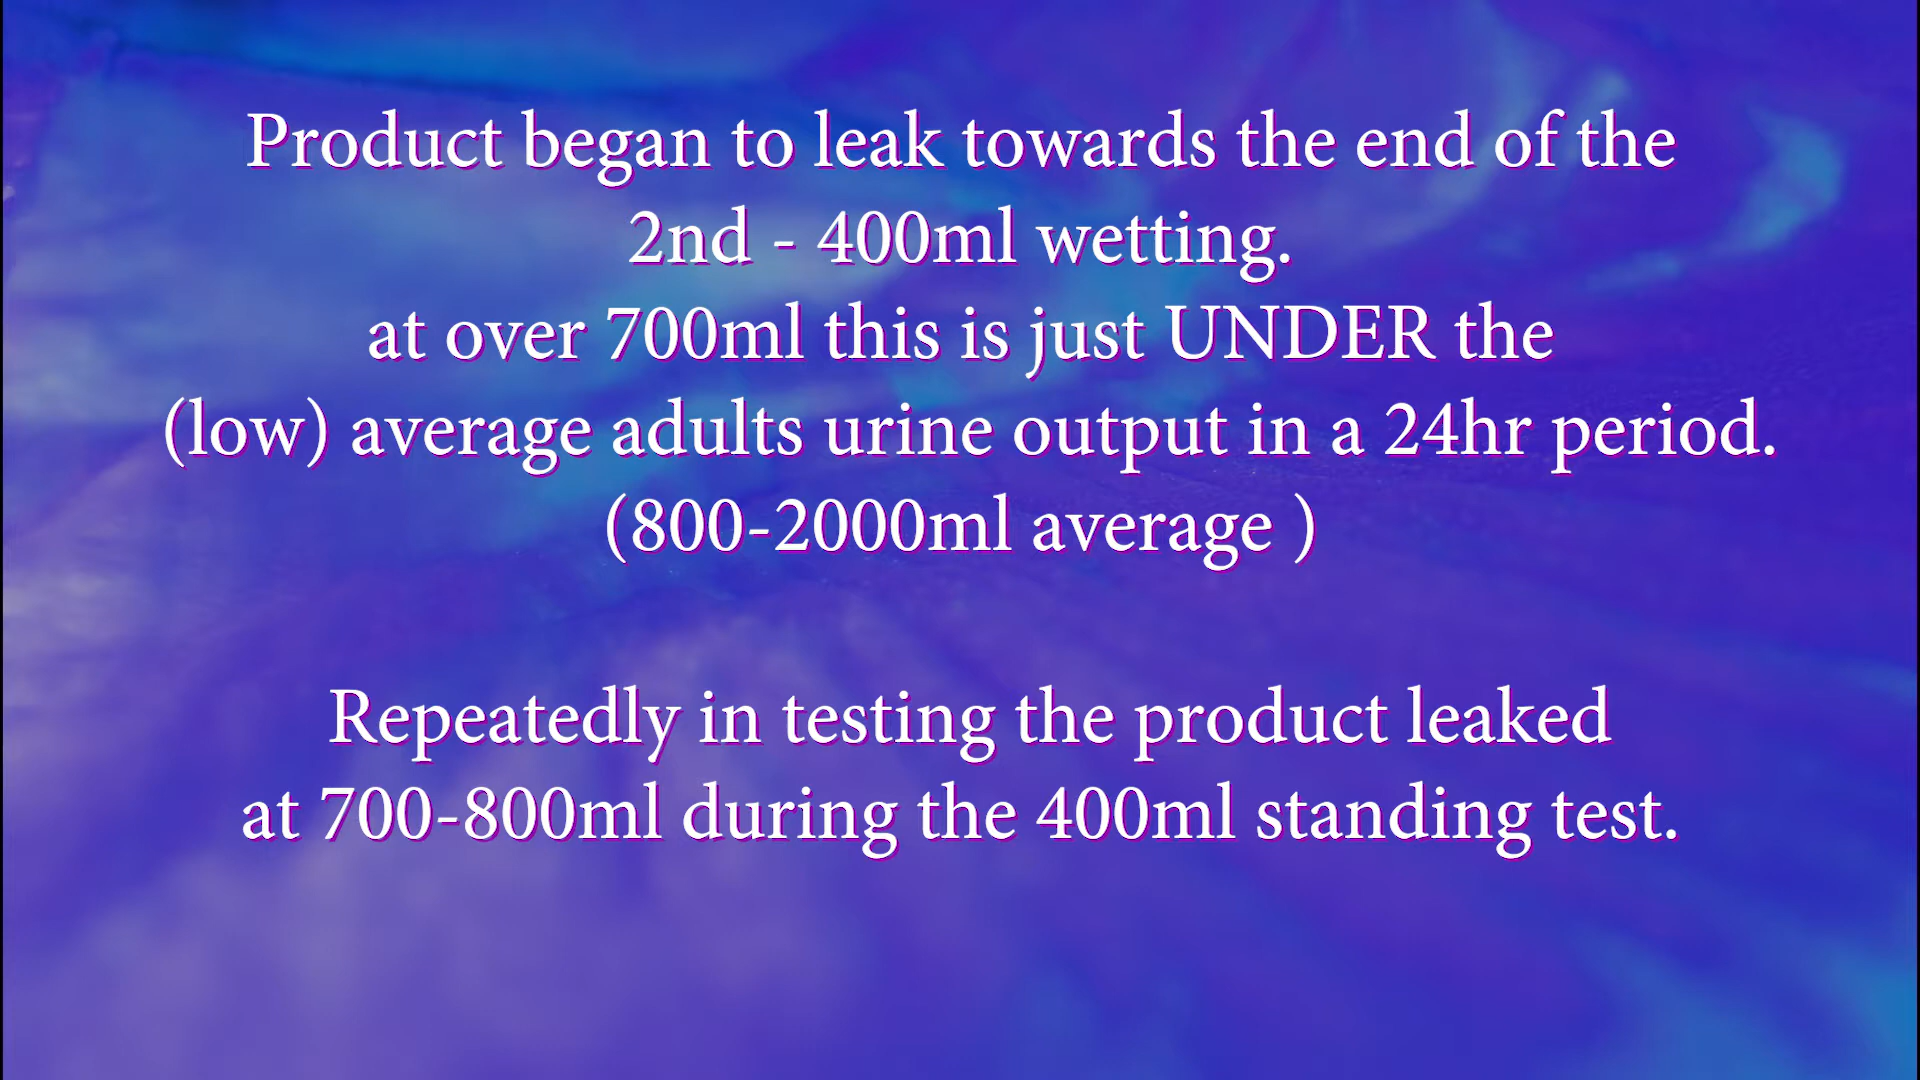 Product began to leak towards the end of the
2nd - 400ml wetting.
at over 700ml this is just UNDER the
(low) average adults urine output in a 24hr period.
(800-2000ml average )
Repeatedly in testing the product leaked
at 700-800ml during the 400ml standing test.